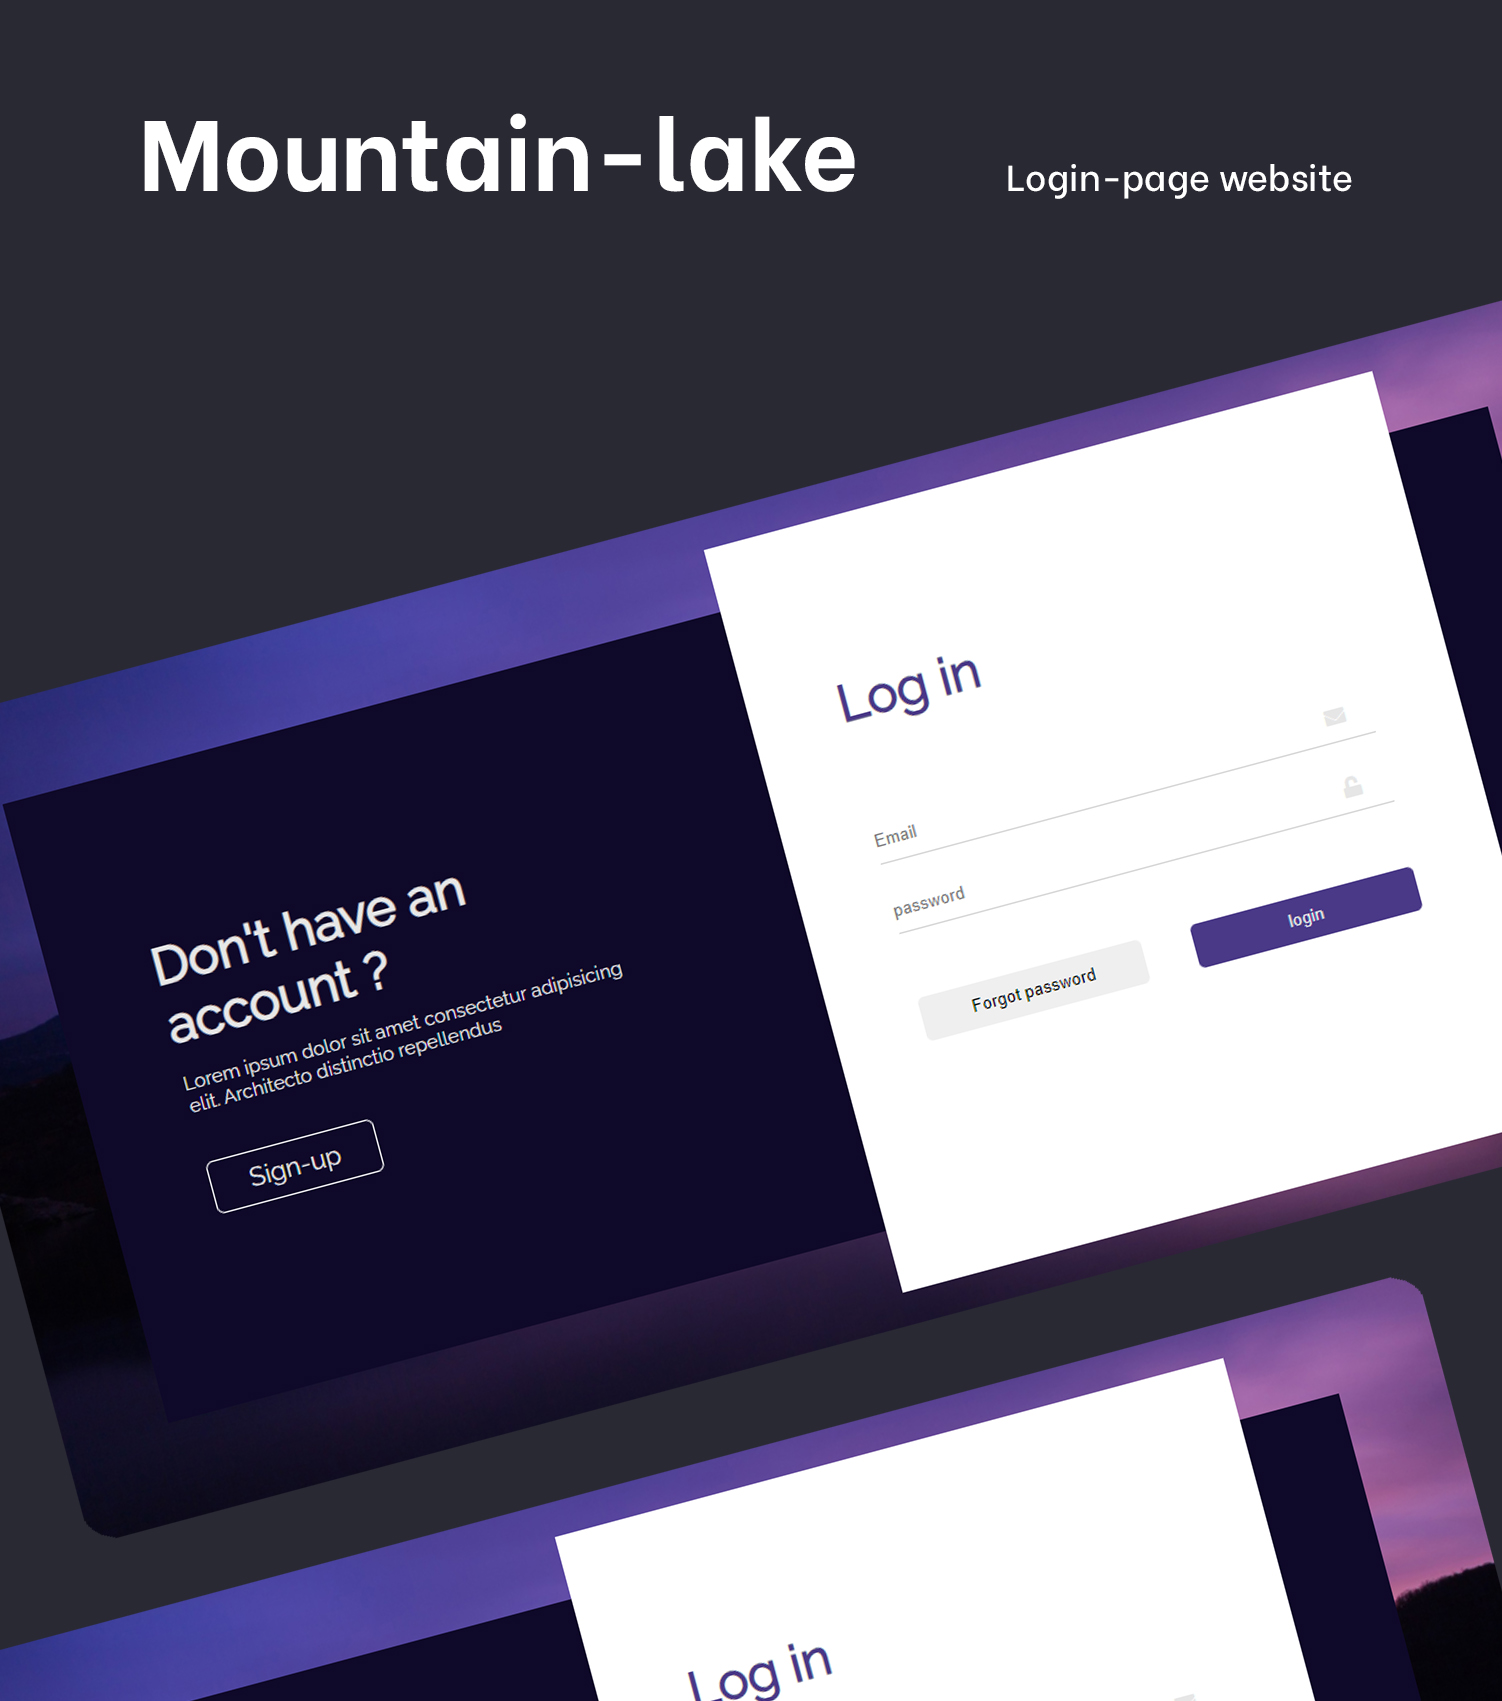 Mountain-lake
Login-page website
Log in
Email
password
Forgot password
login
Don't have an
account ?
Lorem ipsum dolor sit amet consectetur adipisicing
elit. Architecto distinctio repellendus
Sign-up
Log in